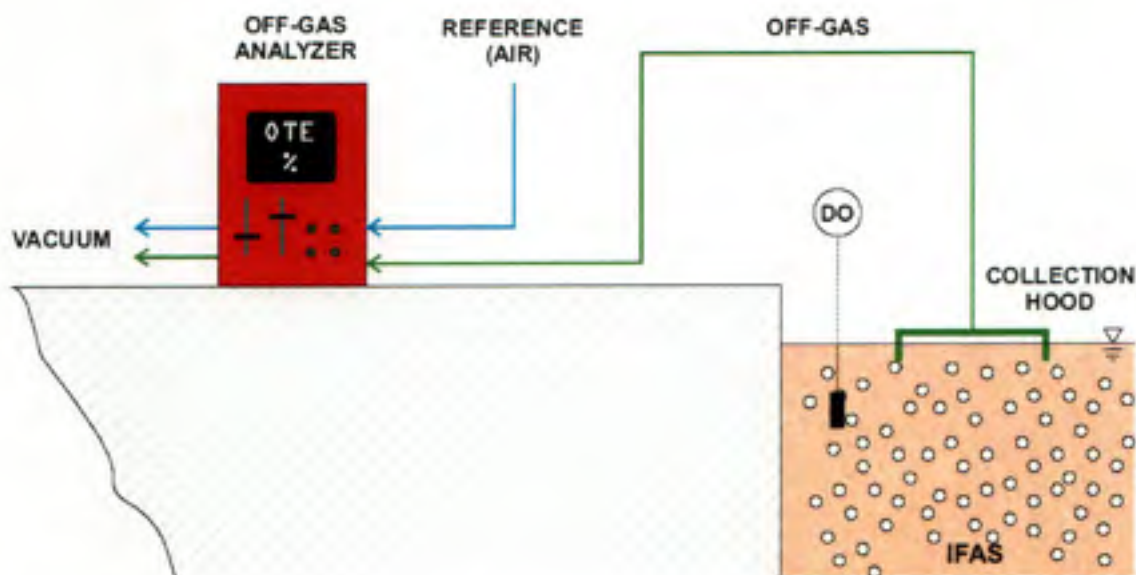 OFF-GAS
ANALYZER
REFERENCE
(AIR)
OFF-GAS
OTE
%
VACUUM
DO
COLLECTION
HOOD
IFAS